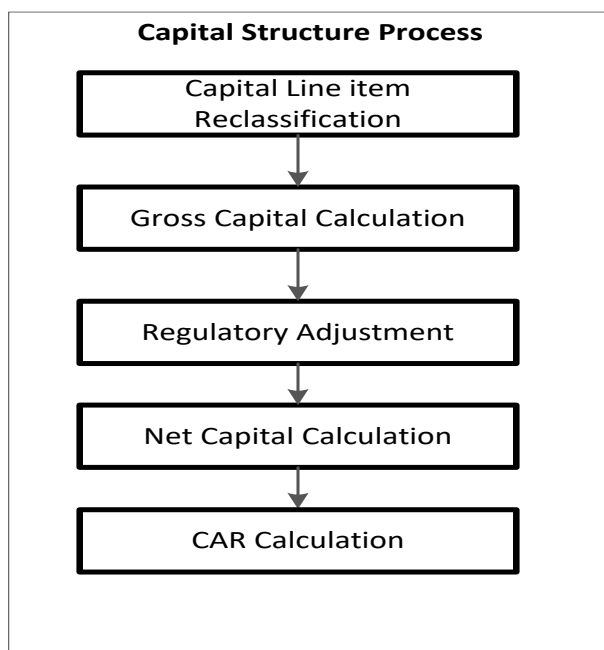 Capital Structure Process
Capital Line item
Reclassification
Gross Capital Calculation
Regulatory Adjustment
Net Capital Calculation
CAR Calculation